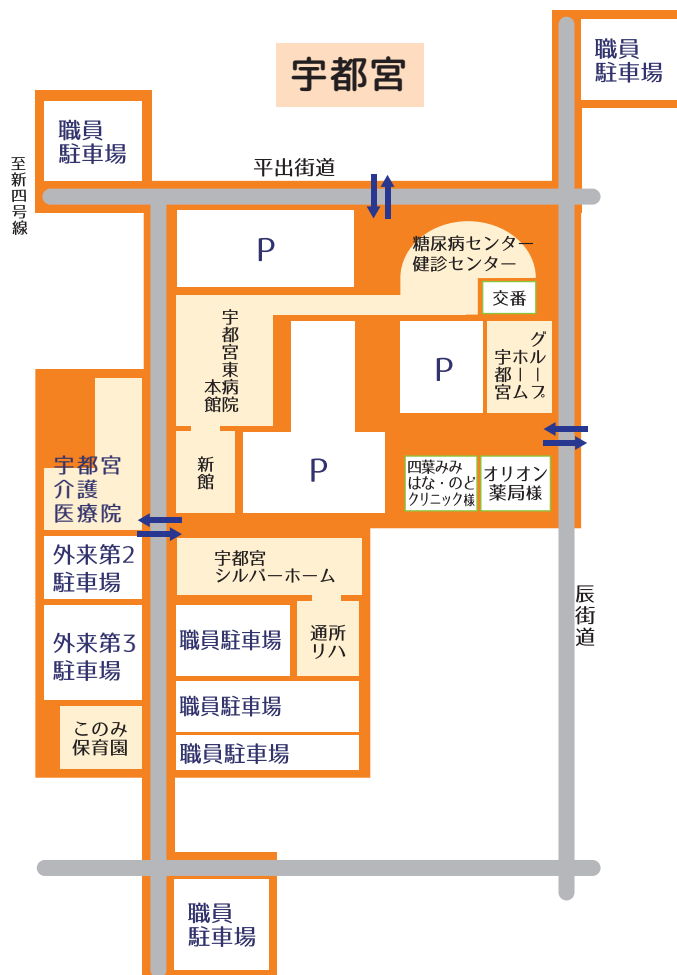 宇都宮
職員
駐車場
職員
駐車場
至新四号線
平出街道
P
糖尿病センター
健診センター
交番
宇都宮東病院
本館
P
グループ
ホーム
宇都宮
新館
P
四葉みみ
はな・のど
クリニック様
オリオン
薬局様
宇都宮
介護
医療院
外来第2
駐車場
宇都宮
シルバーホーム
辰街道
外来第3
駐車場
職員駐車場
通所
リハ
職員駐車場
このみ
保育園
職員駐車場
職員
駐車場